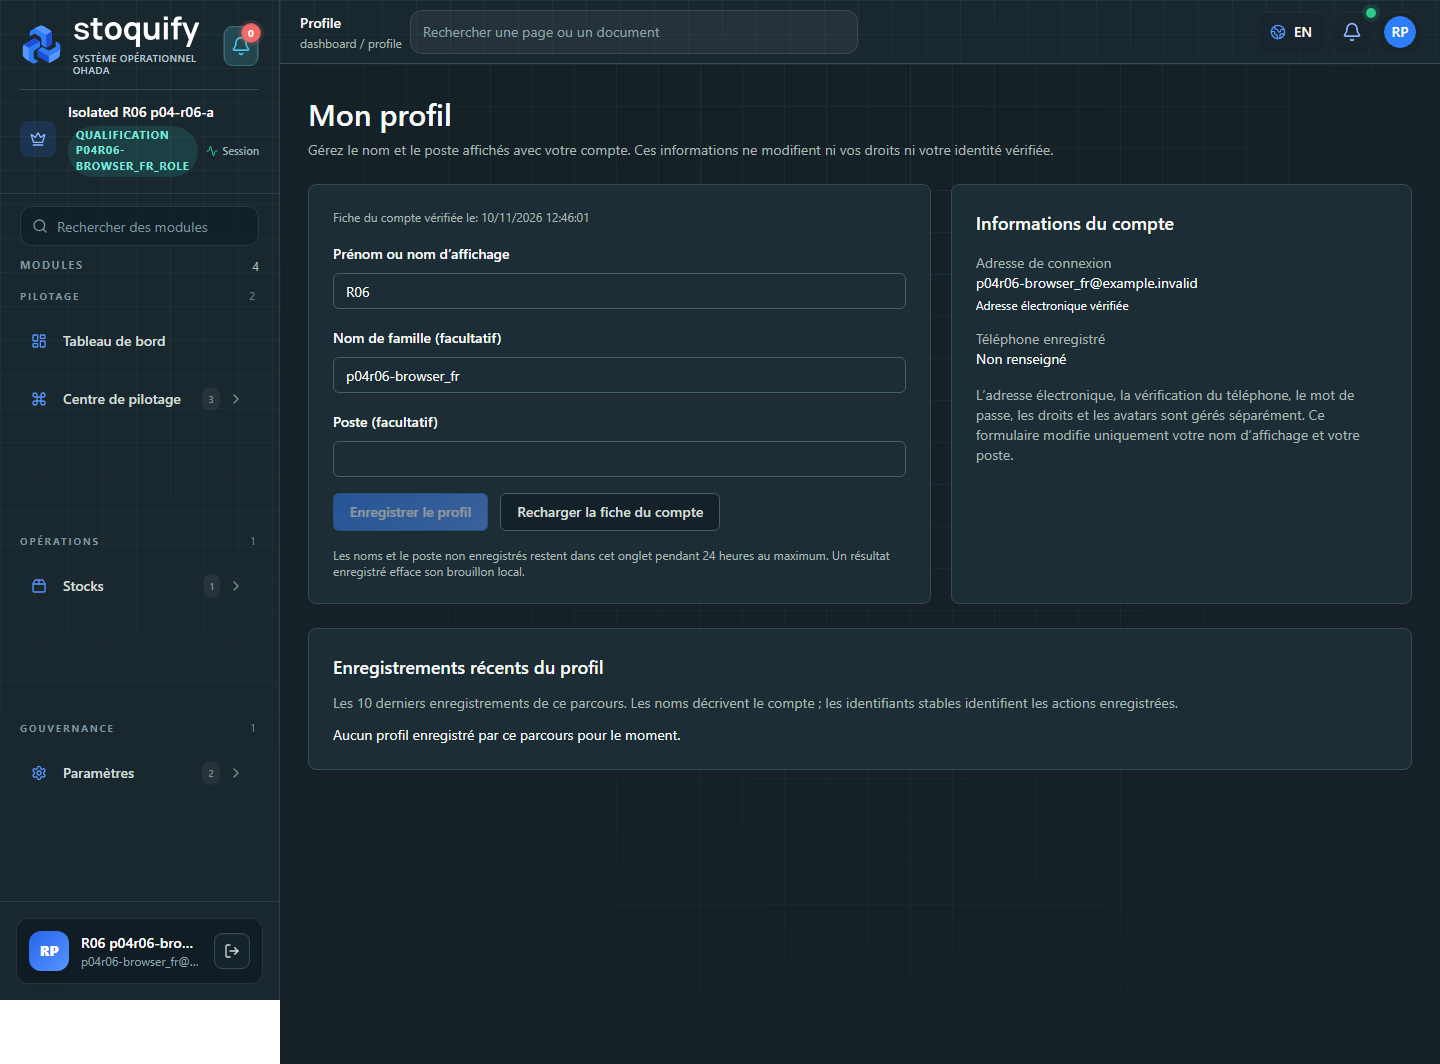 stoquify
SYSTÈME OPÉRATIONNEL
OHADA
0
Isolated R06 p04-r06-a
QUALIFICATION
P04R06-
BROWSER_FR_ROLE
Session
Rechercher des modules
MODULES 4
PILOTAGE 2
Tableau de bord
Centre de pilotage 3
OPÉRATIONS 1
Stocks 1
GOUVERNANCE 1
Paramètres 2
RP
R06 p04r06-bro...
p04r06-browser_fr@...
Profile
dashboard / profile
Rechercher une page ou un document
EN
RP
Mon profil
Gérez le nom et le poste affichés avec votre compte. Ces informations ne modifient ni vos droits ni votre identité vérifiée.
Fiche du compte vérifiée le: 10/11/2026 12:46:01
Prénom ou nom d’affichage
R06
Nom de famille (facultatif)
p04r06-browser_fr
Poste (facultatif)
Enregistrer le profil
Recharger la fiche du compte
Les noms et le poste non enregistrés restent dans cet onglet pendant 24 heures au maximum. Un résultat
enregistré efface son brouillon local.
Informations du compte
Adresse de connexion
p04r06-browser_fr@example.invalid
Adresse électronique vérifiée
Téléphone enregistré
Non renseigné
L’adresse électronique, la vérification du téléphone, le mot de
passe, les droits et les avatars sont gérés séparément. Ce
formulaire modifie uniquement votre nom d’affichage et votre
poste.
Enregistrements récents du profil
Les 10 derniers enregistrements de ce parcours. Les noms décrivent le compte ; les identifiants stables identifient les actions enregistrées.
Aucun profil enregistré par ce parcours pour le moment.